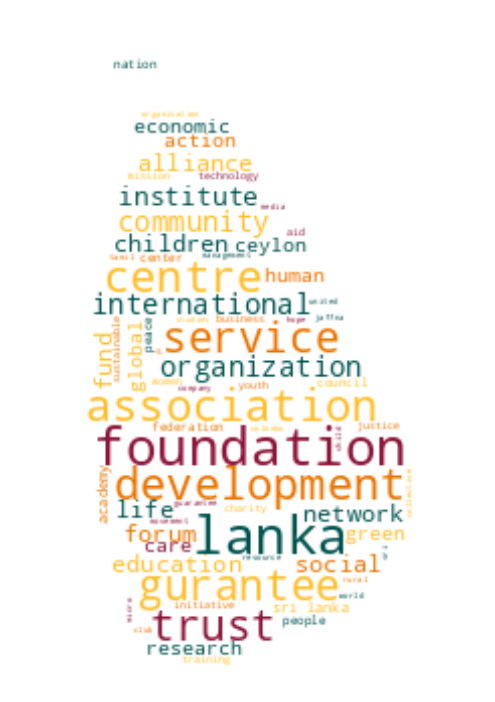 nation
organisation
economic
action
alliance
mission technology
institute
media
community
aid
children ceylon
tamil center management
centre human
international united
studies business hope jaffna
fund sustainable global peace service
organization
women company youth council
association
federation colombo justice
foundation child
academy development collective
life guarantee charity network
movement
forum lanka green
care
resource
education social
gurantee rural
world
micro initiative sri lanka
club trust people
research
training